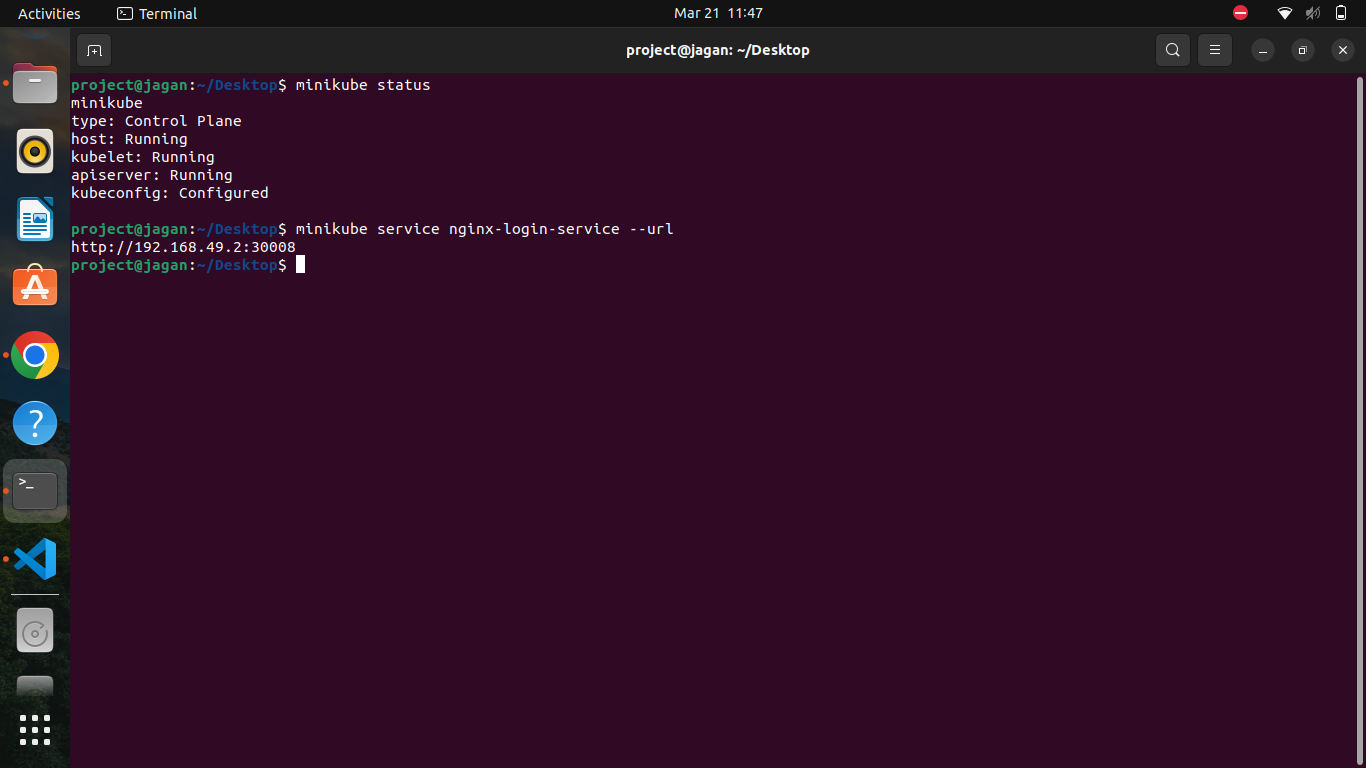 Activities
Terminal
Mar 21 11:47
project@jagan: ~/Desktop
project@jagan:~/Desktop$ minikube status
minikube
type: Control Plane
host: Running
kubelet: Running
apiserver: Running
kubeconfig: Configured
project@jagan:~/Desktop$ minikube service nginx-login-service --url
http://192.168.49.2:30008
project@jagan:~/Desktop$